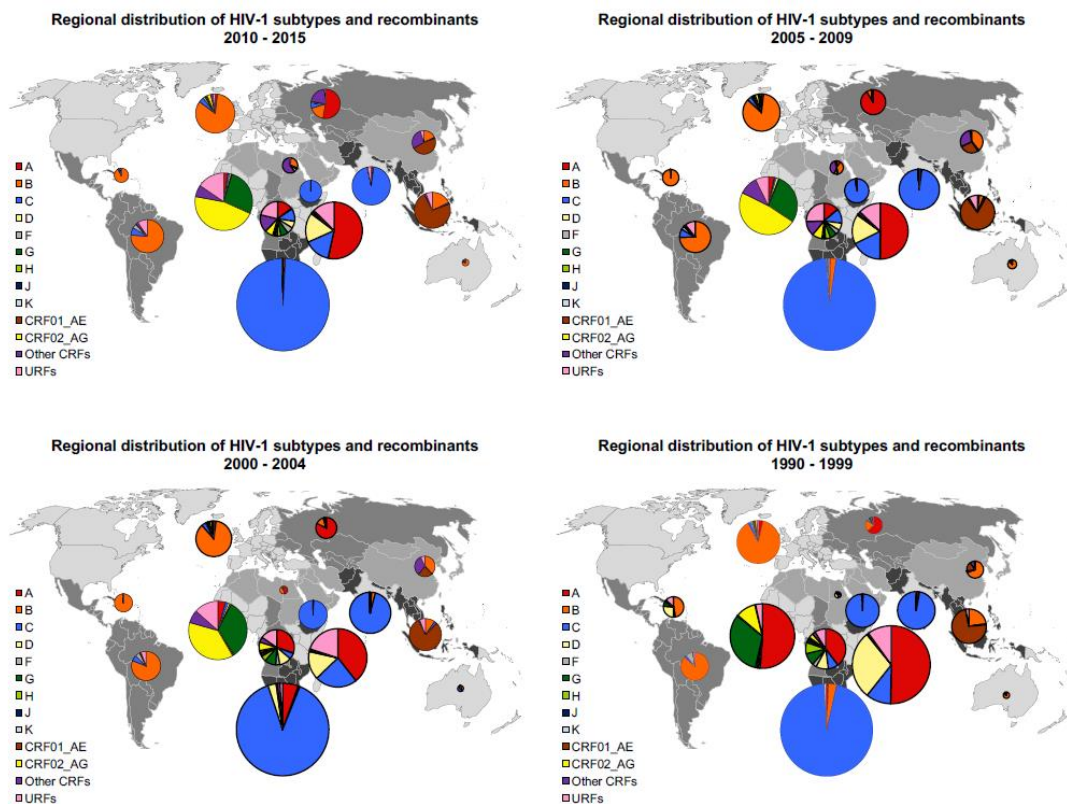 Regional distribution of HIV-1 subtypes and recombinants
2010 - 2015
A
B
C
D
F
G
H
J
K
CRF01_AE
CRF02_AG
Other CRFs
URFs
Regional distribution of HIV-1 subtypes and recombinants
2005 - 2009
A
B
C
D
F
G
H
J
K
CRF01_AE
CRF02_AG
Other CRFs
URFs
Regional distribution of HIV-1 subtypes and recombinants
2000 - 2004
A
B
C
D
F
G
H
J
K
CRF01_AE
CRF02_AG
Other CRFs
URFs
Regional distribution of HIV-1 subtypes and recombinants
1990 - 1999
A
B
C
D
F
G
H
J
K
CRF01_AE
CRF02_AG
Other CRFs
URFs